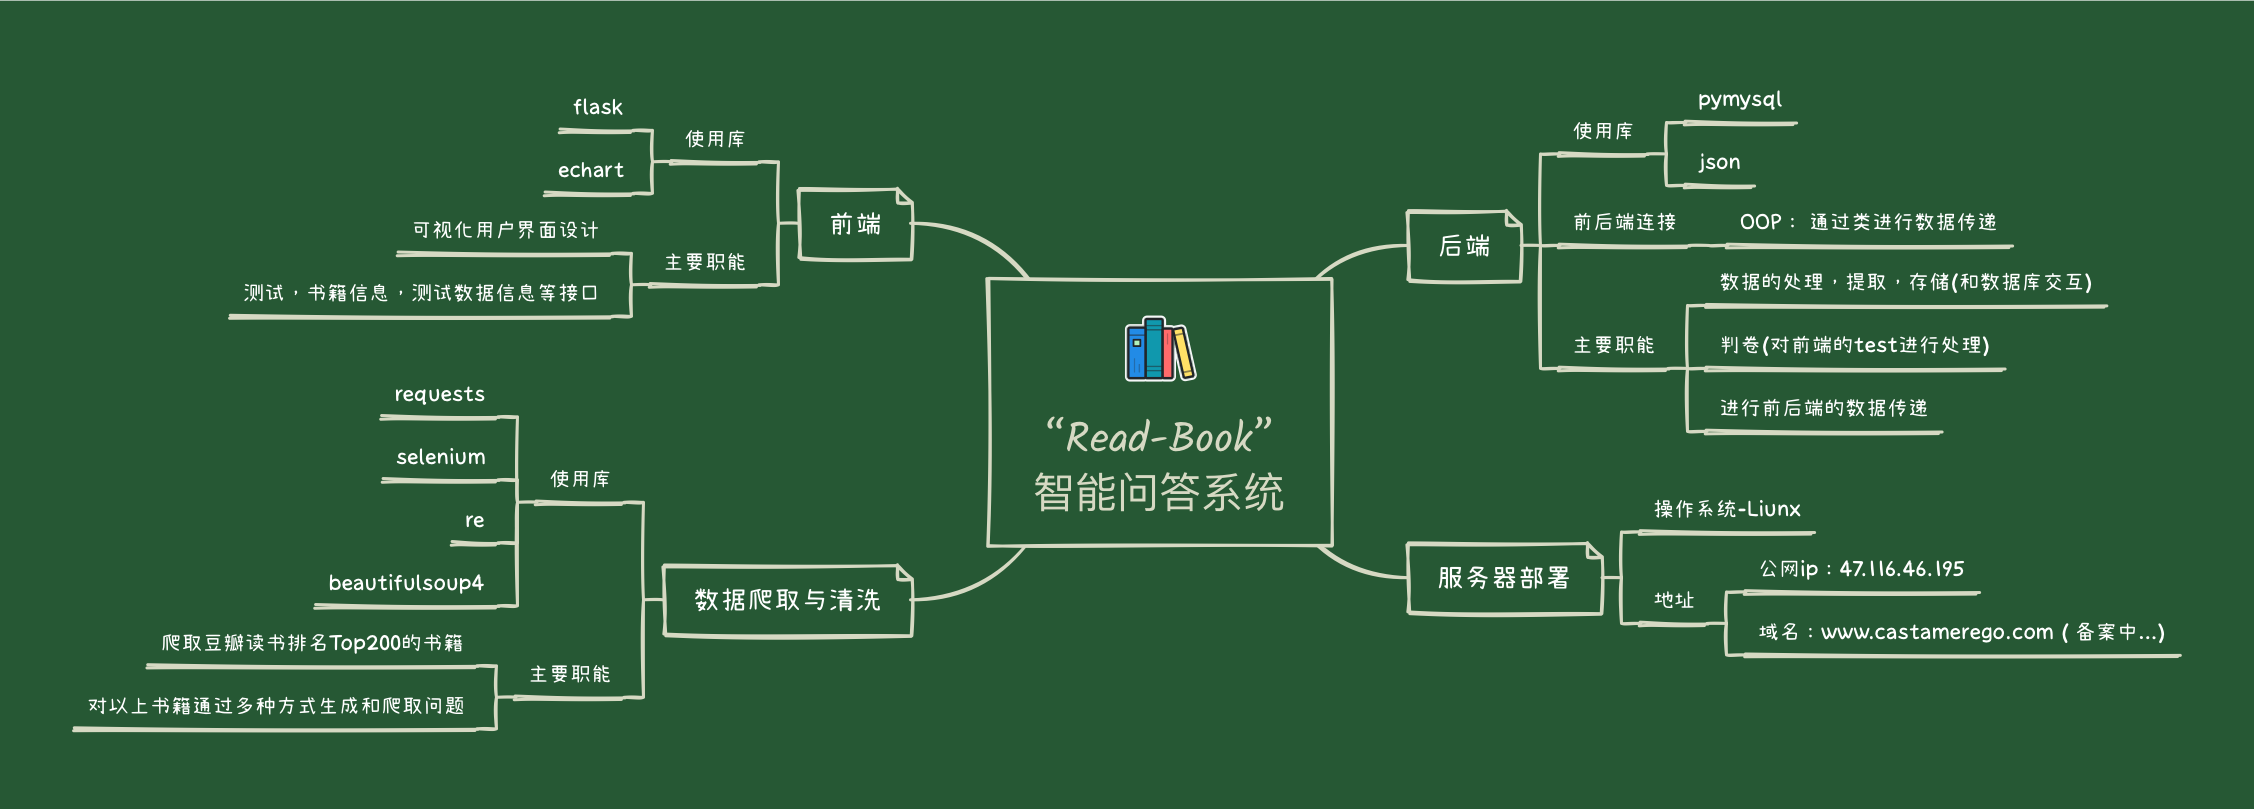 “Read-Book”
智能问答系统
前端
使用库
flask
echart
主要职能
可视化用户界面设计
测试，书籍信息，测试数据信息等接口
数据爬取与清洗
使用库
requests
selenium
re
beautifulsoup4
主要职能
爬取豆瓣读书排名Top200的书籍
对以上书籍通过多种方式生成和爬取问题
后端
使用库
pymysql
json
前后端连接
OOP： 通过类进行数据传递
主要职能
数据的处理，提取，存储(和数据库交互)
判卷(对前端的test进行处理)
进行前后端的数据传递
服务器部署
操作系统-Liunx
地址
公网ip：47.116.46.195
域名：www.castamerego.com ( 备案中...)